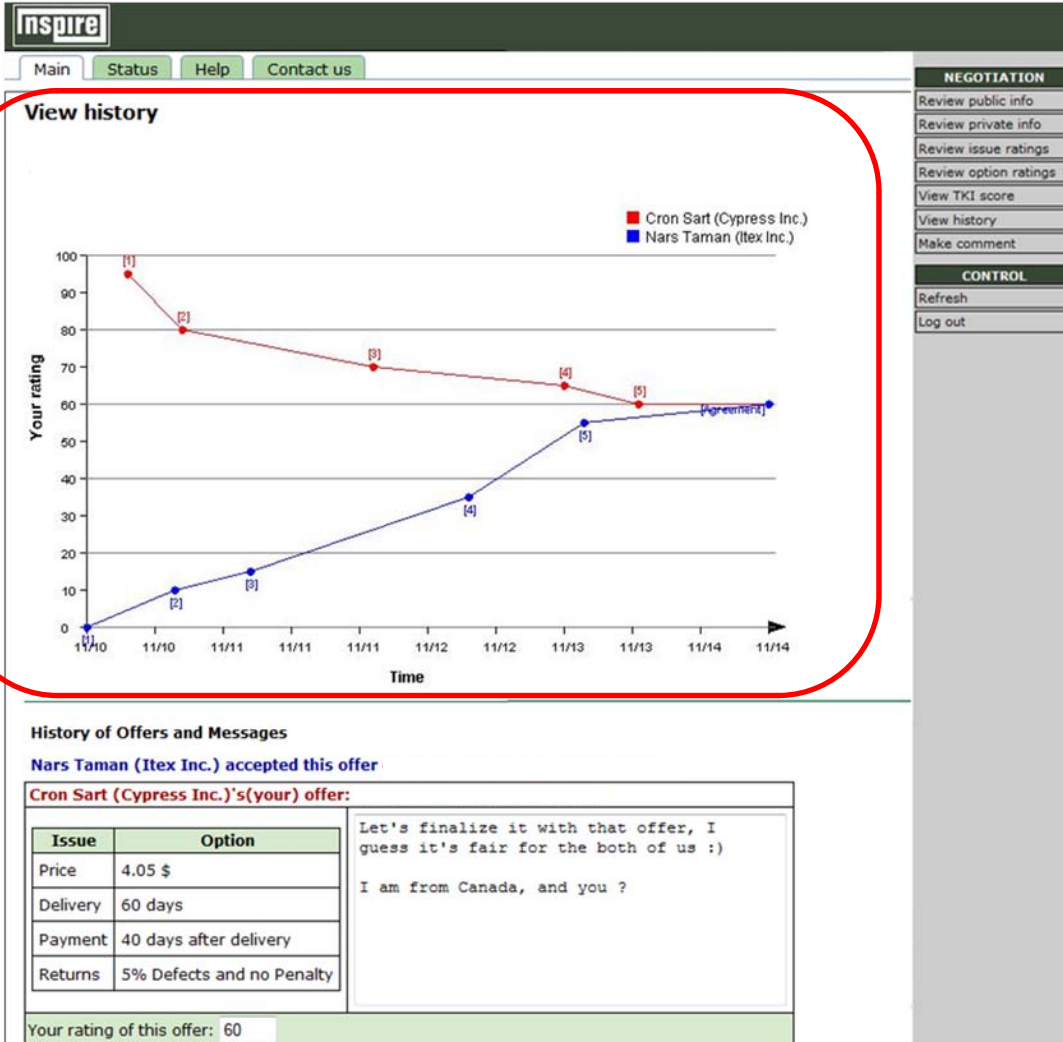 Inspire
Main Status Help Contact us
NEGOTIATION
Review public info
Review private info
Review issue ratings
Review option ratings
View TKI score
View history
Make comment
CONTROL
Refresh
Log out
View history
Cron Sart (Cypress Inc.)
Nars Taman (Itex Inc.)
Your rating
100
90
80
70
60
50
40
30
20
10
0
[1]
[2]
[3]
[4]
[5]
[Agreement]
[5]
[4]
[3]
[2]
[1]
11/10 11/10 11/11 11/11 11/11 11/12 11/12 11/13 11/13 11/14 11/14
Time
History of Offers and Messages
Nars Taman (Itex Inc.) accepted this offer
Cron Sart (Cypress Inc.)'s(your) offer:
Issue Option
Price 4.05 $
Delivery 60 days
Payment 40 days after delivery
Returns 5% Defects and no Penalty
Let's finalize it with that offer, I
guess it's fair for the both of us :)
I am from Canada, and you ?
Your rating of this offer: 60